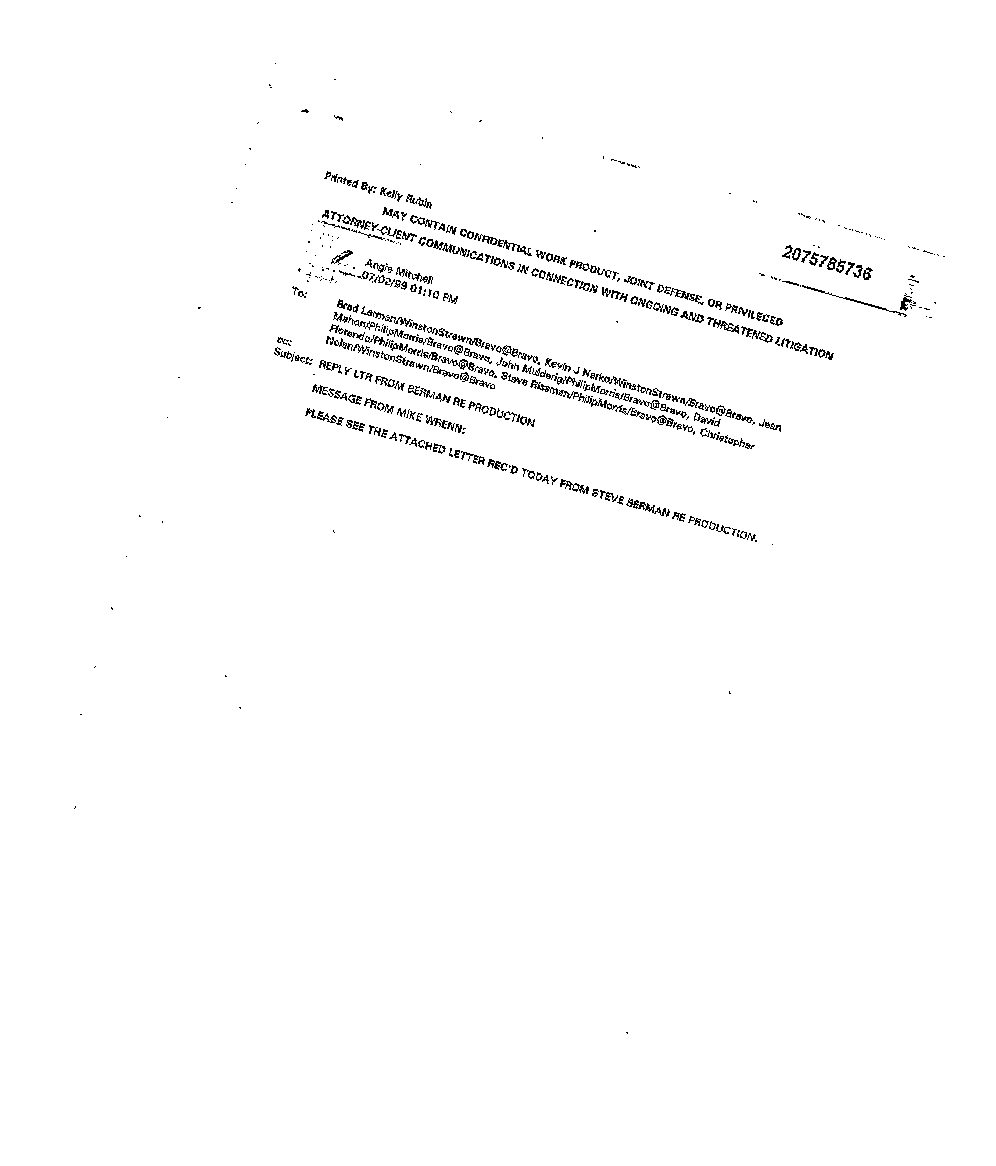 Printed By: Kelly Rubin
MAY CONTAIN CONFIDENTIAL WORK PRODUCT, JOINT DEFENSE, OR PRIVILEGED
ATTORNEY-CLIENT COMMUNICATIONS IN CONNECTION WITH ONGOING AND THREATENED LITIGATION
2075785736
Angie Mitchell
07/02/99 01:10 PM
To: Brad Lerman/WinstonStrawn/Bravo@Bravo, Kevin J Narko/WinstonStrawn/Bravo@Bravo, Jean
Mahon/PhilipMorris/Bravo@Bravo, John Mulderig/PhilipMorris/Bravo@Bravo, David
Florendo/PhilipMorris/Bravo@Bravo, Steve Rissman/PhilipMorris/Bravo@Bravo, Christopher
Nolan/WinstonStrawn/Bravo@Bravo
cc:
Subject: REPLY LTR FROM BERMAN RE PRODUCTION
MESSAGE FROM MIKE WRENN:
PLEASE SEE THE ATTACHED LETTER REC'D TODAY FROM STEVE BERMAN RE PRODUCTION.